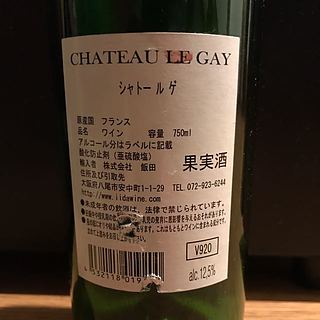 CHATEAU LE GAY
シャトー ル ゲ
原産国 フランス
品名 ワイン 容量 750ml
アルコール分はラベルに記載
酸化防止剤（亜硫酸塩）
輸入者 株式会社 飯田
住所及び引取先
果実酒
大阪府八尾市安中町1-1-29 TEL. 072-923-6244
http://www.iidawine.com/
●未成年者の飲酒は、法律で禁じられています。
V920
alc.12,5%